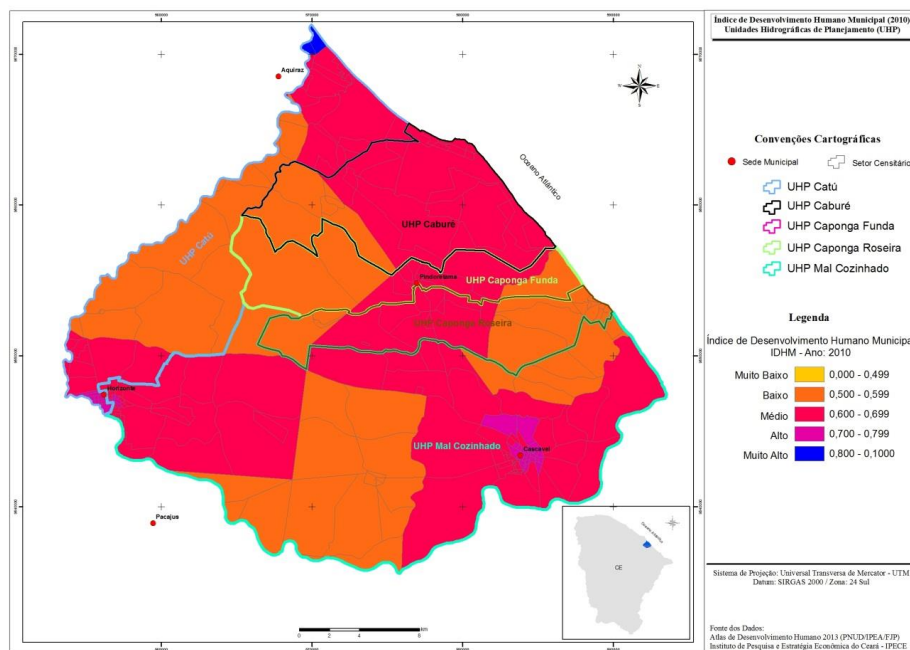 Índice de Desenvolvimento Humano Municipal (2010)
Unidades Hidrográficas de Planejamento (UHP)
Aquiraz
N
Oceano Atlântico
UHP Caburé
UHP Catú
UHP Caponga Funda
UHP Caponga Roseira
Horizonte
UHP Mal Cozinhado
Cascavel
Pacajus
CE
0 2 4 8
km
Convenções Cartográficas
Sede Municipal
Setor Censitário
UHP Catú
UHP Caburé
UHP Caponga Funda
UHP Caponga Roseira
UHP Mal Cozinhado
Legenda
Índice de Desenvolvimento Humano Municipa
IDHM - Ano: 2010
Muito Baixo 0,000 - 0,499
Baixo 0,500 - 0,599
Médio 0,600 - 0,699
Alto 0,700 - 0,799
Muito Alto 0,800 - 0,1000
Sistema de Projeção: Universal Transversa de Mercator - UTM
Datum: SIRGAS 2000 / Zona: 24 Sul
Fonte dos Dados:
Atlas de Desenvolvimento Humano 2013 (PNUD/IPEA/FJP)
Instituto de Pesquisa e Estratégia Econômica do Ceará - IPECE